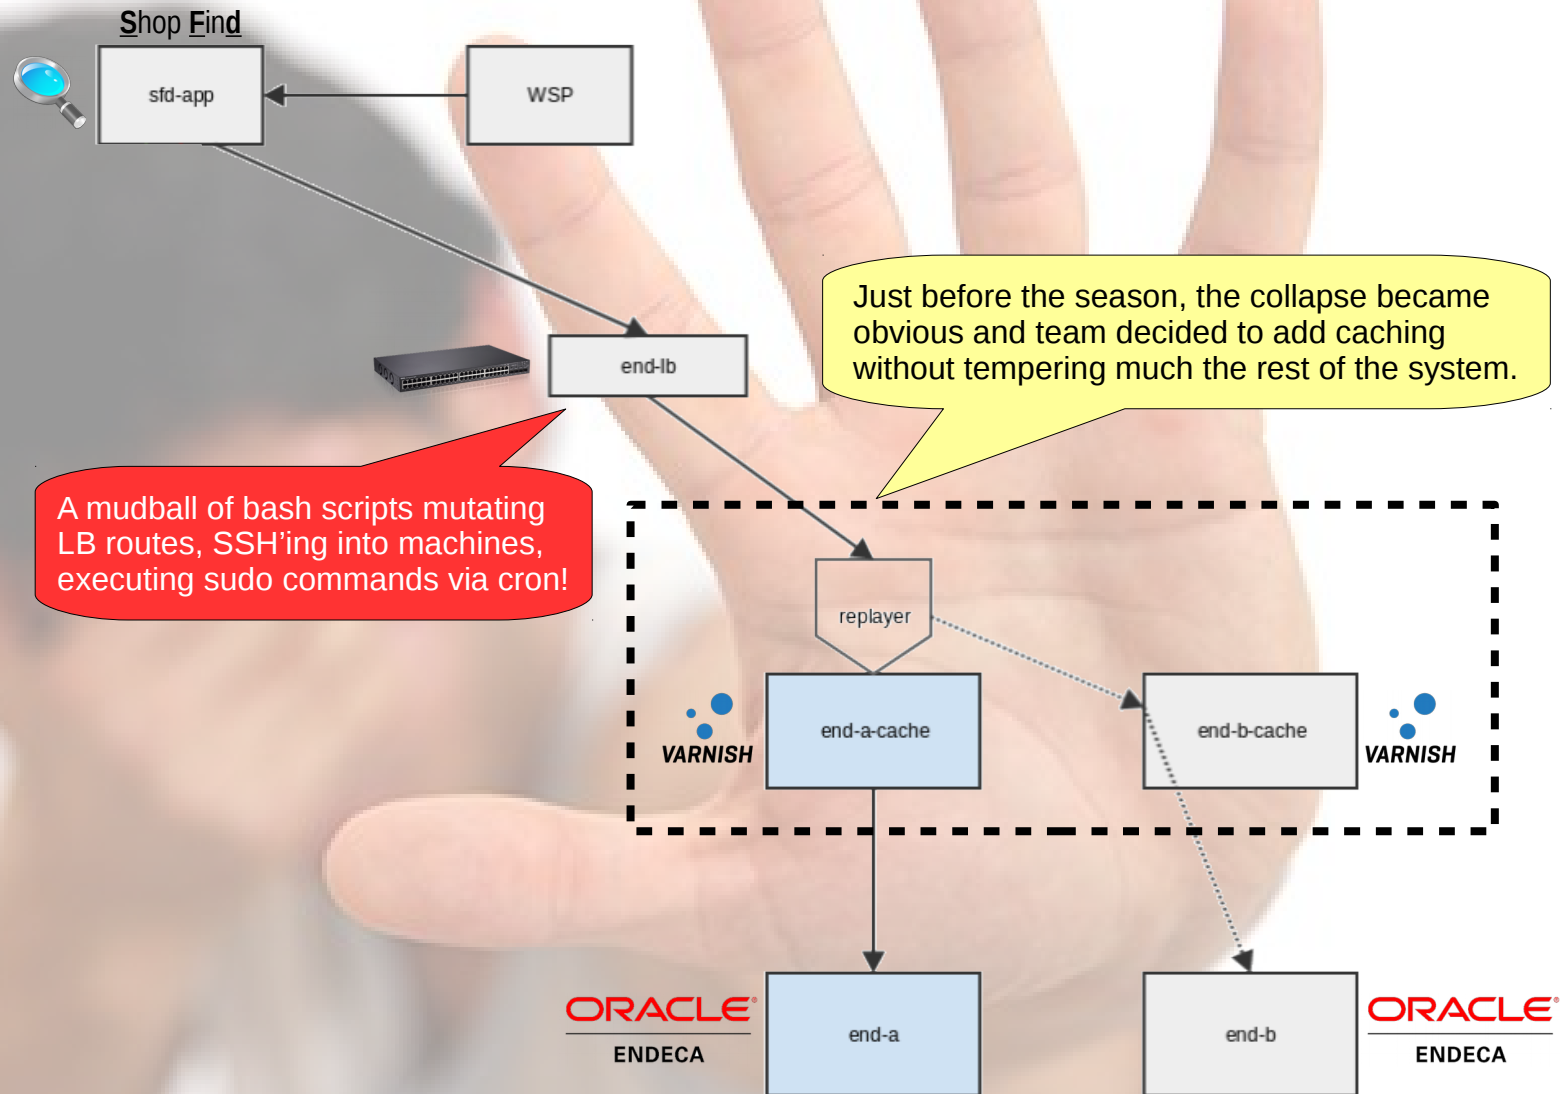 Shop Find
sfd-app
WSP
end-lb
Just before the season, the collapse became
obvious and team decided to add caching
without tempering much the rest of the system.
A mudball of bash scripts mutating
LB routes, SSH’ing into machines,
executing sudo commands via cron!
replayer
VARNISH
end-a-cache
end-b-cache
VARNISH
ORACLE®
ENDECA
end-a
end-b
ORACLE®
ENDECA